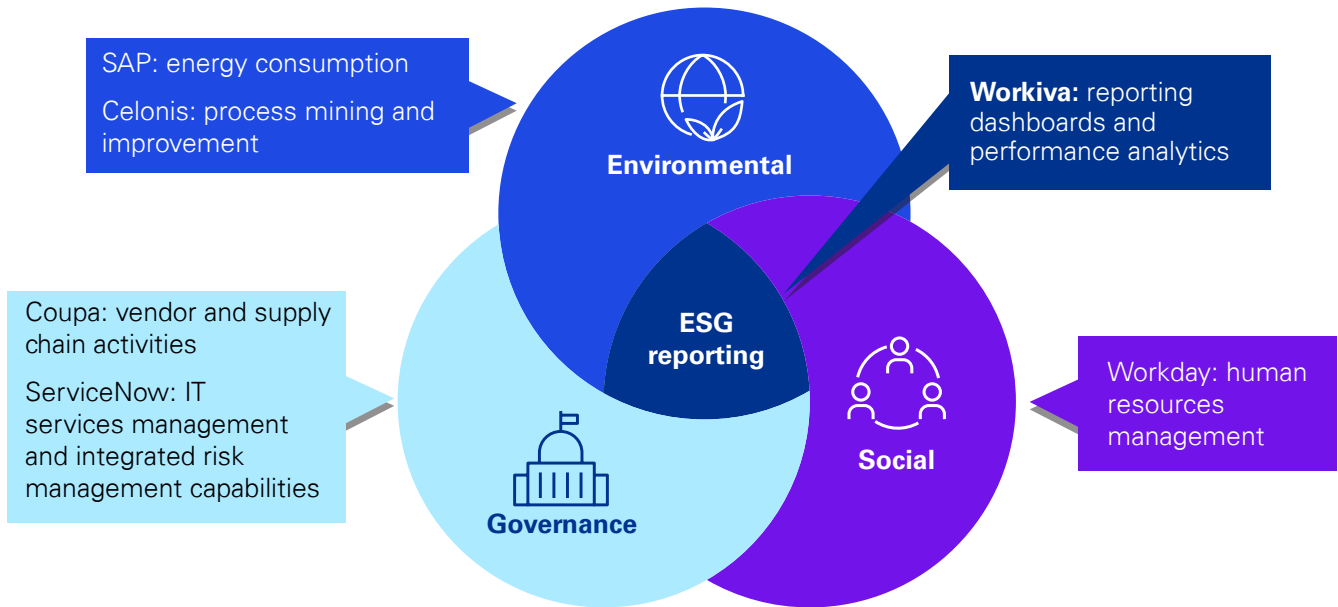 SAP: energy consumption
Celonis: process mining and
improvement
Environmental
Workiva: reporting
dashboards and
performance analytics
Coupa: vendor and supply
chain activities
ServiceNow: IT
services management
and integrated risk
management capabilities
ESG
reporting
Governance
Social
Workday: human
resources
management